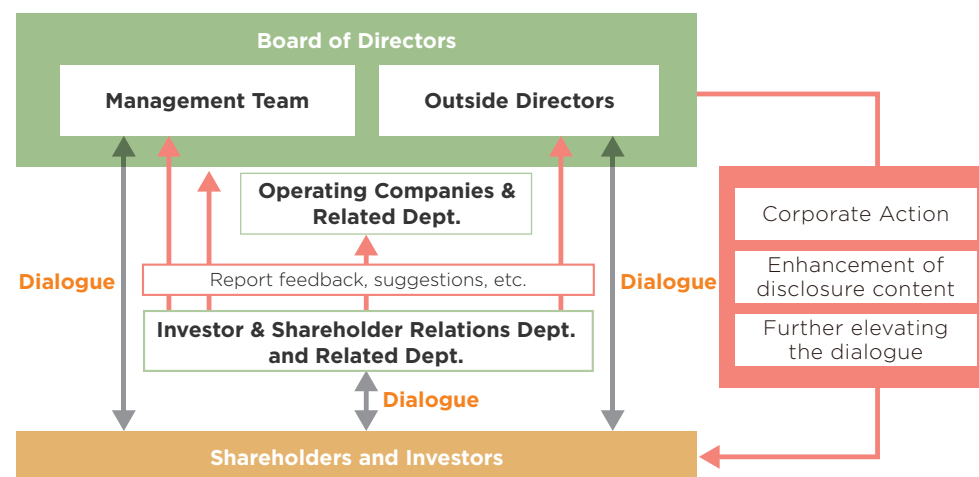 Board of Directors
Management Team
Outside Directors
Operating Companies &
Related Dept.
Dialogue
Report feedback, suggestions, etc.
Dialogue
Investor & Shareholder Relations Dept.
and Related Dept.
Dialogue
Shareholders and Investors
Corporate Action
Enhancement of
disclosure content
Further elevating
the dialogue